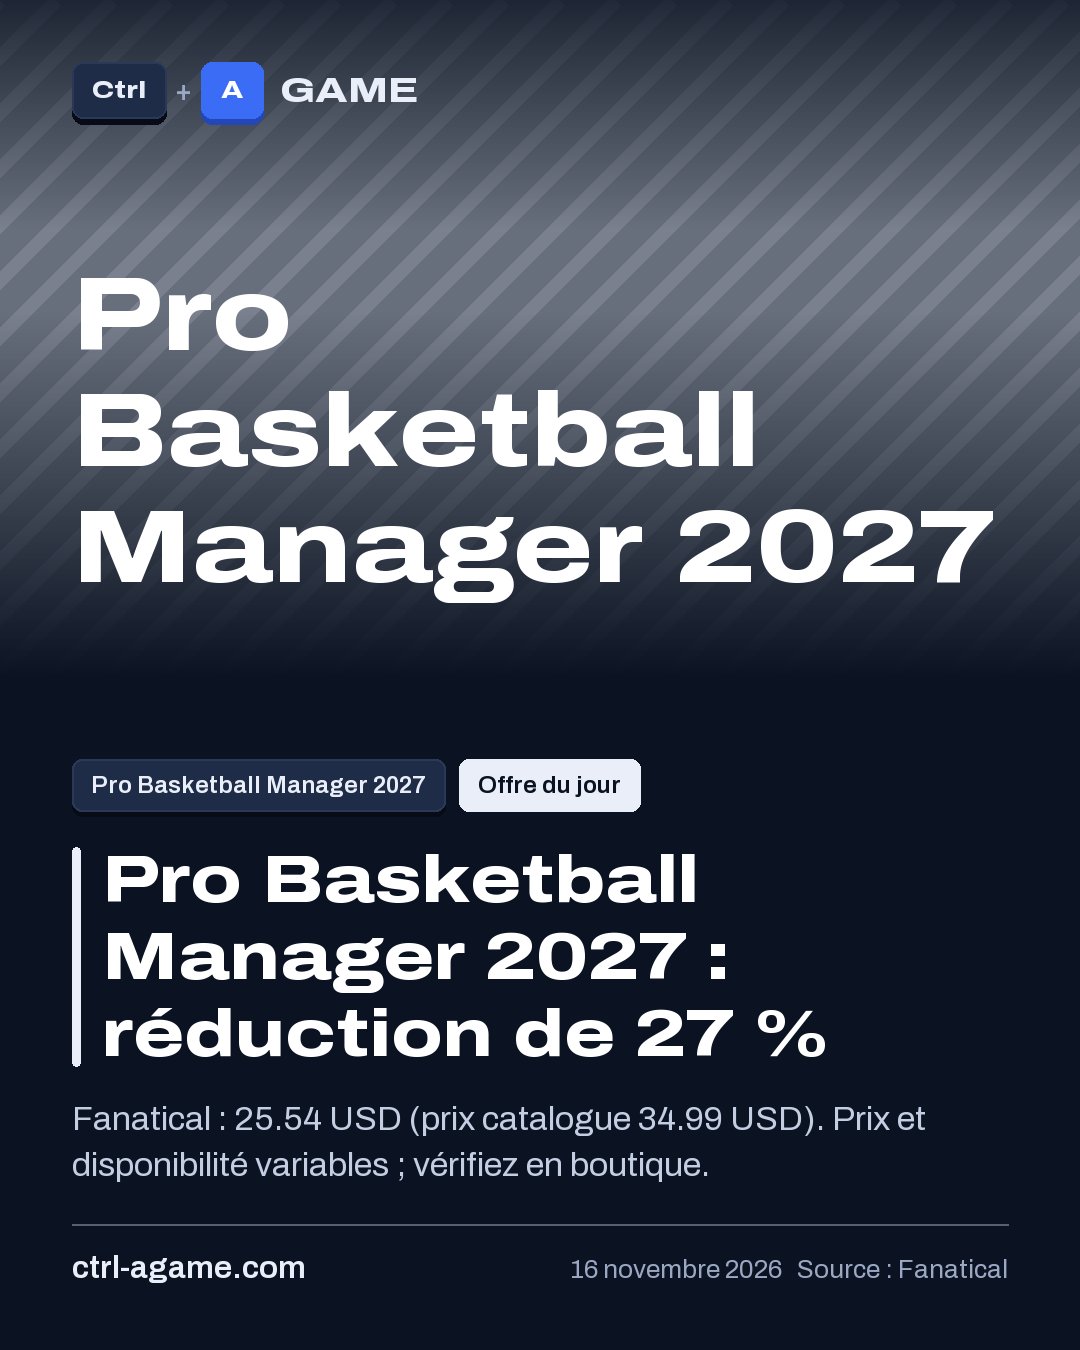 Ctrl + A GAME
Pro
Basketball
Manager 2027
Pro Basketball Manager 2027
Offre du jour
Pro Basketball
Manager 2027 :
réduction de 27 %
Fanatical : 25.54 USD (prix catalogue 34.99 USD). Prix et
disponibilité variables ; vérifiez en boutique.
ctrl-agame.com
16 novembre 2026 Source : Fanatical